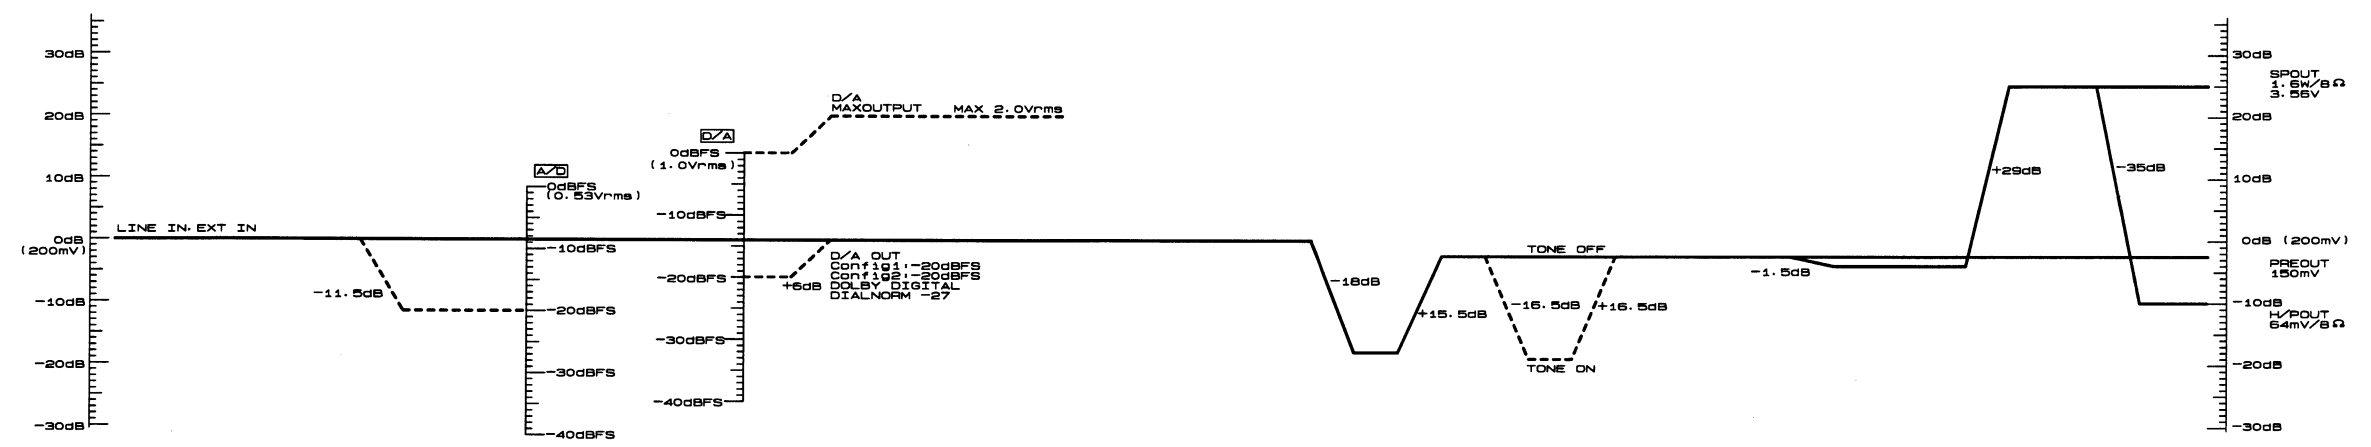 30dB
20dB
10dB
0dB
(200mV)
-10dB
-20dB
-30dB
LINE IN·EXT IN
-11.5dB
A/D
0dBFS
(0.53Vrms)
-10dBFS
-20dBFS
-30dBFS
-40dBFS
D/A
0dBFS
(1.0Vrms)
-10dBFS
-20dBFS
-30dBFS
-40dBFS
D/A
MAXOUTPUT MAX 2.0Vrms
+6dB
D/A OUT
Config1:-20dBFS
Config2:-20dBFS
DOLBY DIGITAL
DIALNORM -27
-18dB
+15.5dB
TONE OFF
-16.5dB
+16.5dB
TONE ON
-1.5dB
+29dB
-35dB
30dB
20dB
10dB
0dB (200mV)
-10dB
-20dB
-30dB
SPOUT
1.6W/8Ω
3.56V
PREOUT
150mV
H/POUT
64mV/8Ω